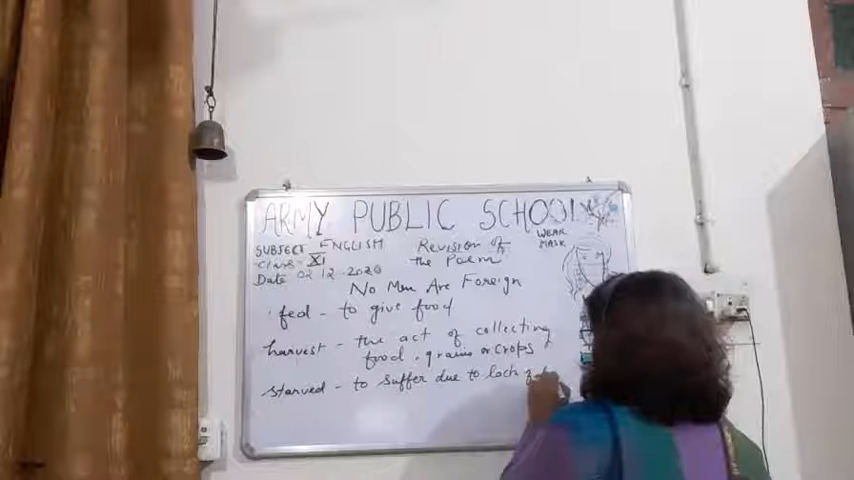 ARMY PUBLIC SCHOOL
WEAR
MASK
SUBJECT ENGLISH Revision of
Class XI the Poem
Date 02.12.2020
No Men Are Foreign
fed - to give food
harvest - the act of collecting
food, grains or crops
starved - to suffer due to lack of